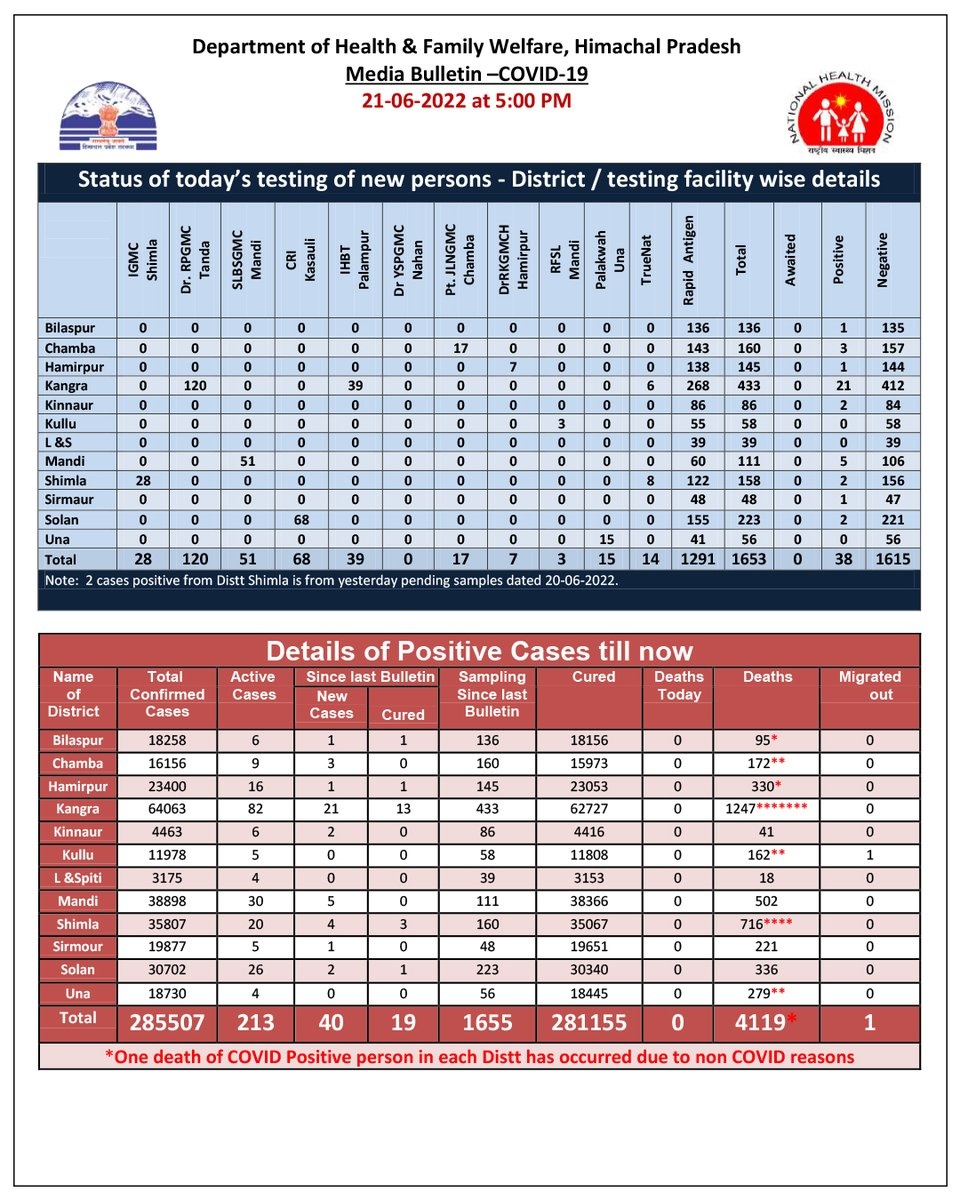 Department of Health & Family Welfare, Himachal Pradesh
Media Bulletin –COVID-19
21-06-2022 at 5:00 PM
NATIONAL HEALTH MISSION
राष्ट्रीय स्वास्थ्य मिशन
Status of today's testing of new persons - District / testing facility wise details
IGMC Shimla Dr. RPGMC Tanda SLBSGMC Mandi CRI Kasauli IHBT Palampur Dr YSPGMC Nahan Pt. JLNGMC Chamba DrRKGMCH Hamirpur RFSL Mandi Palakwah Una TrueNat Rapid Antigen Total Awaited Positive Negative
Bilaspur 0 0 0 0 0 0 0 0 0 0 0 136 136 0 1 135
Chamba 0 0 0 0 0 0 17 0 0 0 0 143 160 0 3 157
Hamirpur 0 0 0 0 0 0 0 7 0 0 0 138 145 0 1 144
Kangra 0 120 0 0 39 0 0 0 0 0 6 268 433 0 21 412
Kinnaur 0 0 0 0 0 0 0 0 0 0 0 86 86 0 2 84
Kullu 0 0 0 0 0 0 0 0 3 0 0 55 58 0 0 58
L &S 0 0 0 0 0 0 0 0 0 0 0 39 39 0 0 39
Mandi 0 0 51 0 0 0 0 0 0 0 0 60 111 0 5 106
Shimla 28 0 0 0 0 0 0 0 0 0 8 122 158 0 2 156
Sirmaur 0 0 0 0 0 0 0 0 0 0 0 48 48 0 1 47
Solan 0 0 0 68 0 0 0 0 0 0 0 155 223 0 2 221
Una 0 0 0 0 0 0 0 0 0 15 0 41 56 0 0 56
Total 28 120 51 68 39 0 17 7 3 15 14 1291 1653 0 38 1615
Note: 2 cases positive from Distt Shimla is from yesterday pending samples dated 20-06-2022.
Details of Positive Cases till now
Name of District Total Confirmed Cases Active Cases Since last Bulletin New Cases Cured Sampling Since last Bulletin Cured Deaths Today Deaths Migrated out
Bilaspur 18258 6 1 1 136 18156 0 95* 0
Chamba 16156 9 3 0 160 15973 0 172** 0
Hamirpur 23400 16 1 1 145 23053 0 330* 0
Kangra 64063 82 21 13 433 62727 0 1247******* 0
Kinnaur 4463 6 2 0 86 4416 0 41 0
Kullu 11978 5 0 0 58 11808 0 162** 1
L &Spiti 3175 4 0 0 39 3153 0 18 0
Mandi 38898 30 5 0 111 38366 0 502 0
Shimla 35807 20 4 3 160 35067 0 716**** 0
Sirmour 19877 5 1 0 48 19651 0 221 0
Solan 30702 26 2 1 223 30340 0 336 0
Una 18730 4 0 0 56 18445 0 279** 0
Total 285507 213 40 19 1655 281155 0 4119* 1
*One death of COVID Positive person in each Distt has occurred due to non COVID reasons